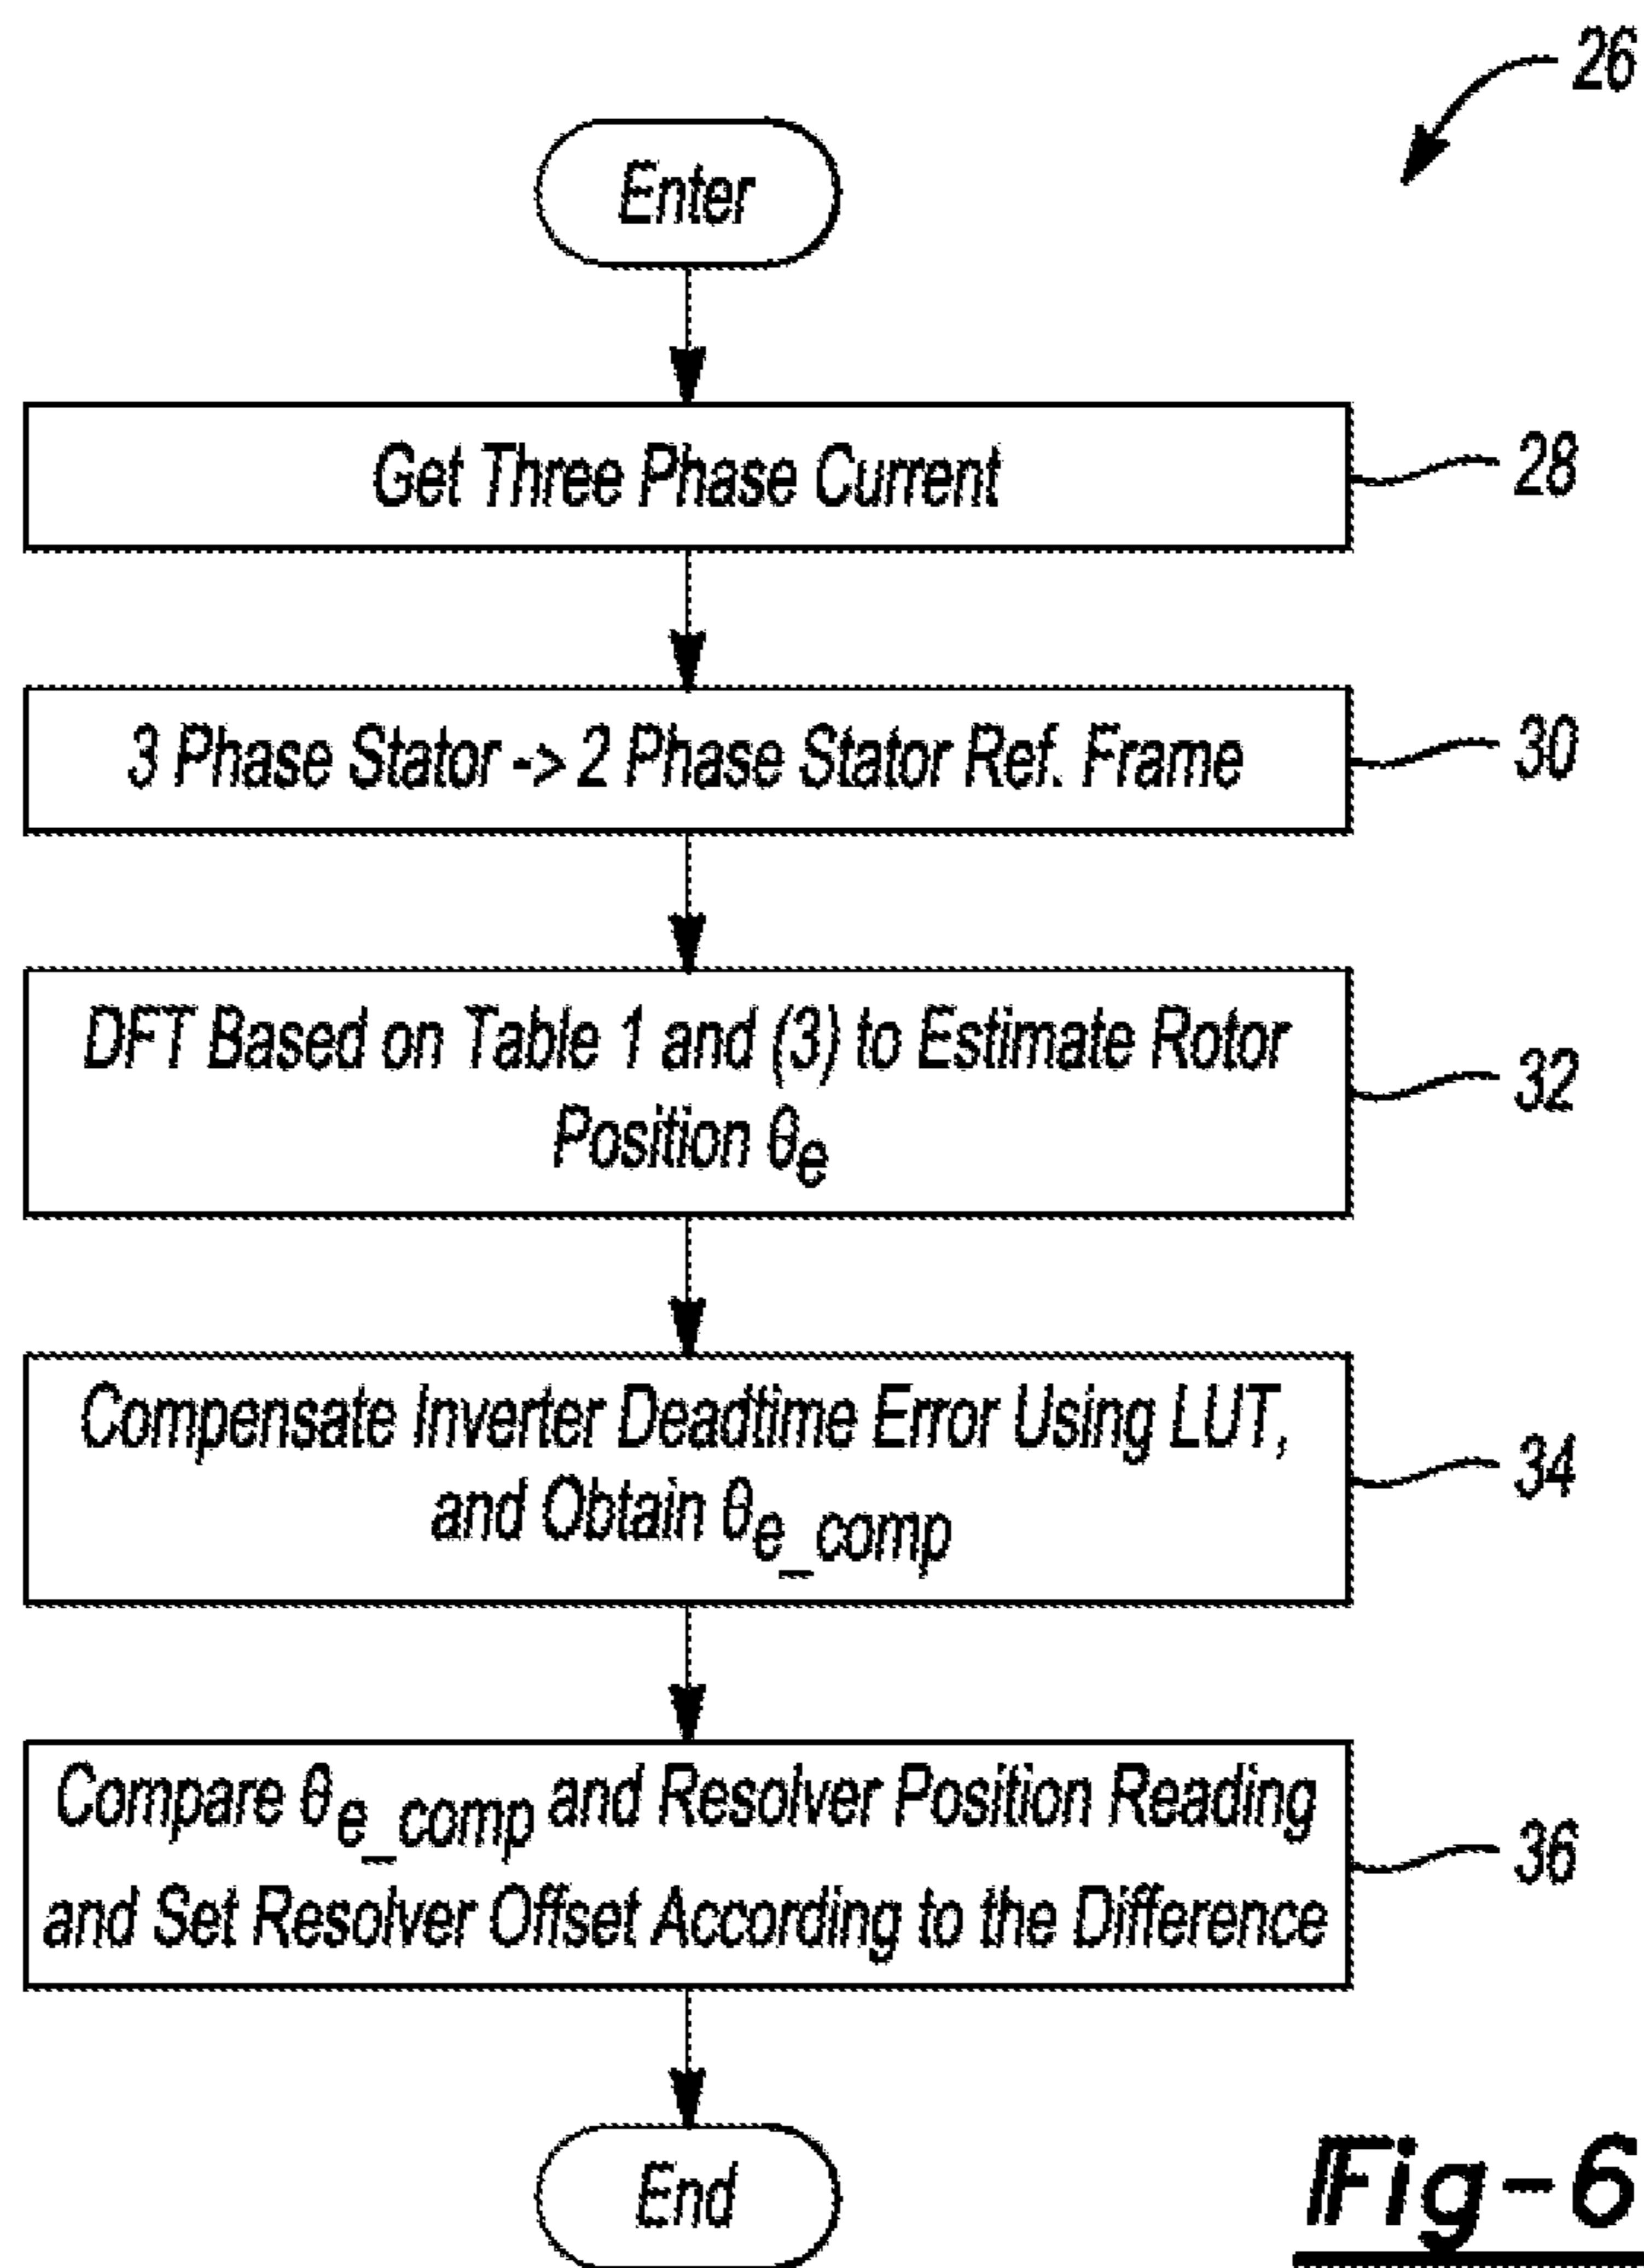 26
Enter
Get Three Phase Current
28
3 Phase Stator -> 2 Phase Stator Ref. Frame
30
DFT Based on Table 1 and (3) to Estimate Rotor
Position θe
32
Compensate Inverter Deadtime Error Using LUT,
and Obtain θe_comp
34
Compare θe_comp and Resolver Position Reading
and Set Resolver Offset According to the Difference
36
End
Fig-6